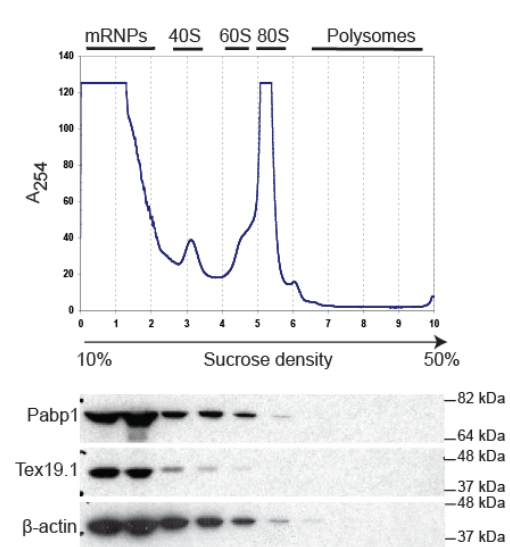 mRNPs 40S 60S 80S Polysomes
140
120
100
80
60
40
20
0
A254
0 1 2 3 4 5 6 7 8 9 10
10% Sucrose density 50%
Pabp1 82 kDa
64 kDa
Tex19.1 48 kDa
37 kDa
β-actin 48 kDa
37 kDa